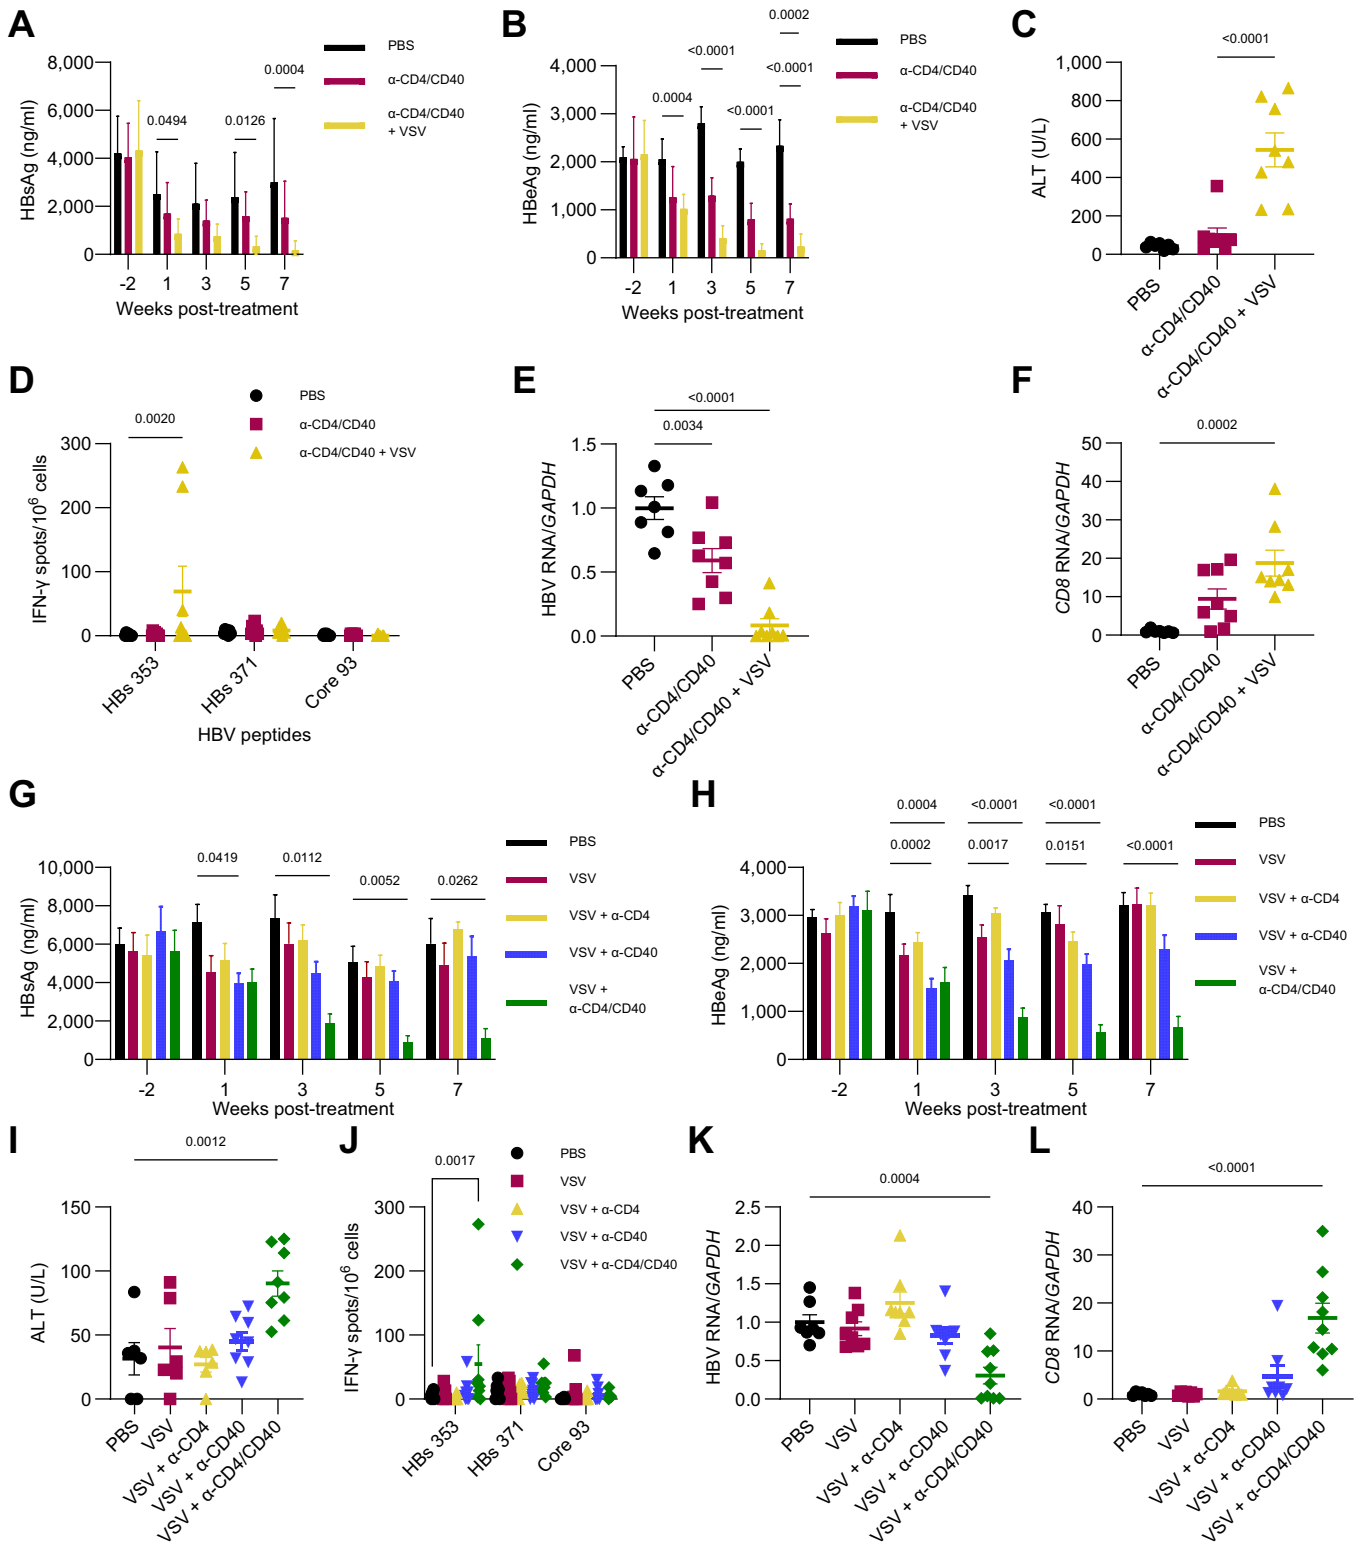 A
PBS
α-CD4/CD40
α-CD4/CD40
+ VSV
0.0494
0.0126
0.0004
HBsAg (ng/ml)
8,000
6,000
4,000
2,000
0
-2 1 3 5 7
Weeks post-treatment
B
PBS
α-CD4/CD40
α-CD4/CD40
+ VSV
0.0002
<0.0001
<0.0001
0.0004
<0.0001
HBeAg (ng/ml)
4,000
3,000
2,000
1,000
0
-2 1 3 5 7
Weeks post-treatment
C
<0.0001
ALT (U/L)
1,000
800
600
400
200
0
PBS
α-CD4/CD40
α-CD4/CD40 + VSV
D
PBS
α-CD4/CD40
α-CD4/CD40 + VSV
0.0020
IFN-γ spots/10⁶ cells
300
200
100
0
HBs 353
HBs 371
Core 93
HBV peptides
E
<0.0001
0.0034
HBV RNA/GAPDH
1.5
1.0
0.5
0.0
PBS
α-CD4/CD40
α-CD4/CD40 + VSV
F
0.0002
CD8 RNA/GAPDH
50
40
30
20
10
0
PBS
α-CD4/CD40
α-CD4/CD40 + VSV
G
PBS
VSV
VSV + α-CD4
VSV + α-CD40
VSV +
α-CD4/CD40
0.0419
0.0112
0.0052
0.0262
HBsAg (ng/ml)
10,000
8,000
6,000
4,000
2,000
0
-2 1 3 5 7
Weeks post-treatment
H
PBS
VSV
VSV + α-CD4
VSV + α-CD40
VSV +
α-CD4/CD40
0.0004 <0.0001 <0.0001
0.0002 0.0017 0.0151 <0.0001
HBeAg (ng/ml)
4,000
3,000
2,000
1,000
0
-2 1 3 5 7
Weeks post-treatment
I
0.0012
ALT (U/L)
150
100
50
0
PBS
VSV
VSV + α-CD4
VSV + α-CD40
VSV + α-CD4/CD40
J
PBS
VSV
VSV + α-CD4
VSV + α-CD40
VSV + α-CD4/CD40
0.0017
IFN-γ spots/10⁶ cells
300
200
100
0
HBs 353
HBs 371
Core 93
K
0.0004
HBV RNA/GAPDH
2.5
2.0
1.5
1.0
0.5
0.0
PBS
VSV
VSV + α-CD4
VSV + α-CD40
VSV + α-CD4/CD40
L
<0.0001
CD8 RNA/GAPDH
40
30
20
10
0
PBS
VSV
VSV + α-CD4
VSV + α-CD40
VSV + α-CD4/CD40